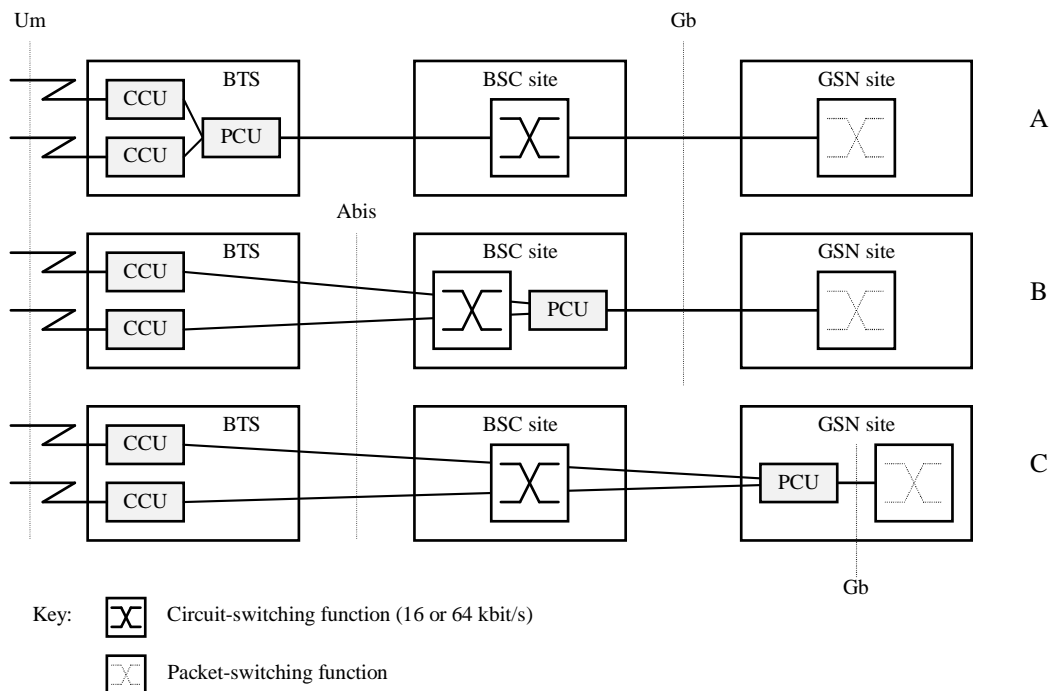 Um
Gb
BTS
BSC site
GSN site
CCU
PCU
CCU
A
Abis
BTS
BSC site
GSN site
CCU
PCU
CCU
B
BTS
BSC site
GSN site
CCU
PCU
CCU
C
Gb
Key:
Circuit-switching function (16 or 64 kbit/s)
Packet-switching function